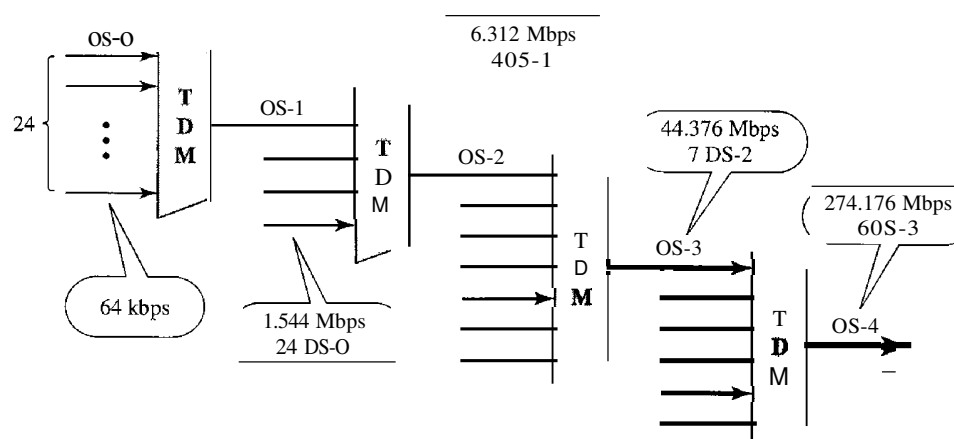 OS-O
24
T
D
M
64 kbps
OS-1
T
D
M
1.544 Mbps
24 DS-O
6.312 Mbps
405-1
OS-2
T
D
M
44.376 Mbps
7 DS-2
OS-3
T
D
M
274.176 Mbps
60S-3
OS-4